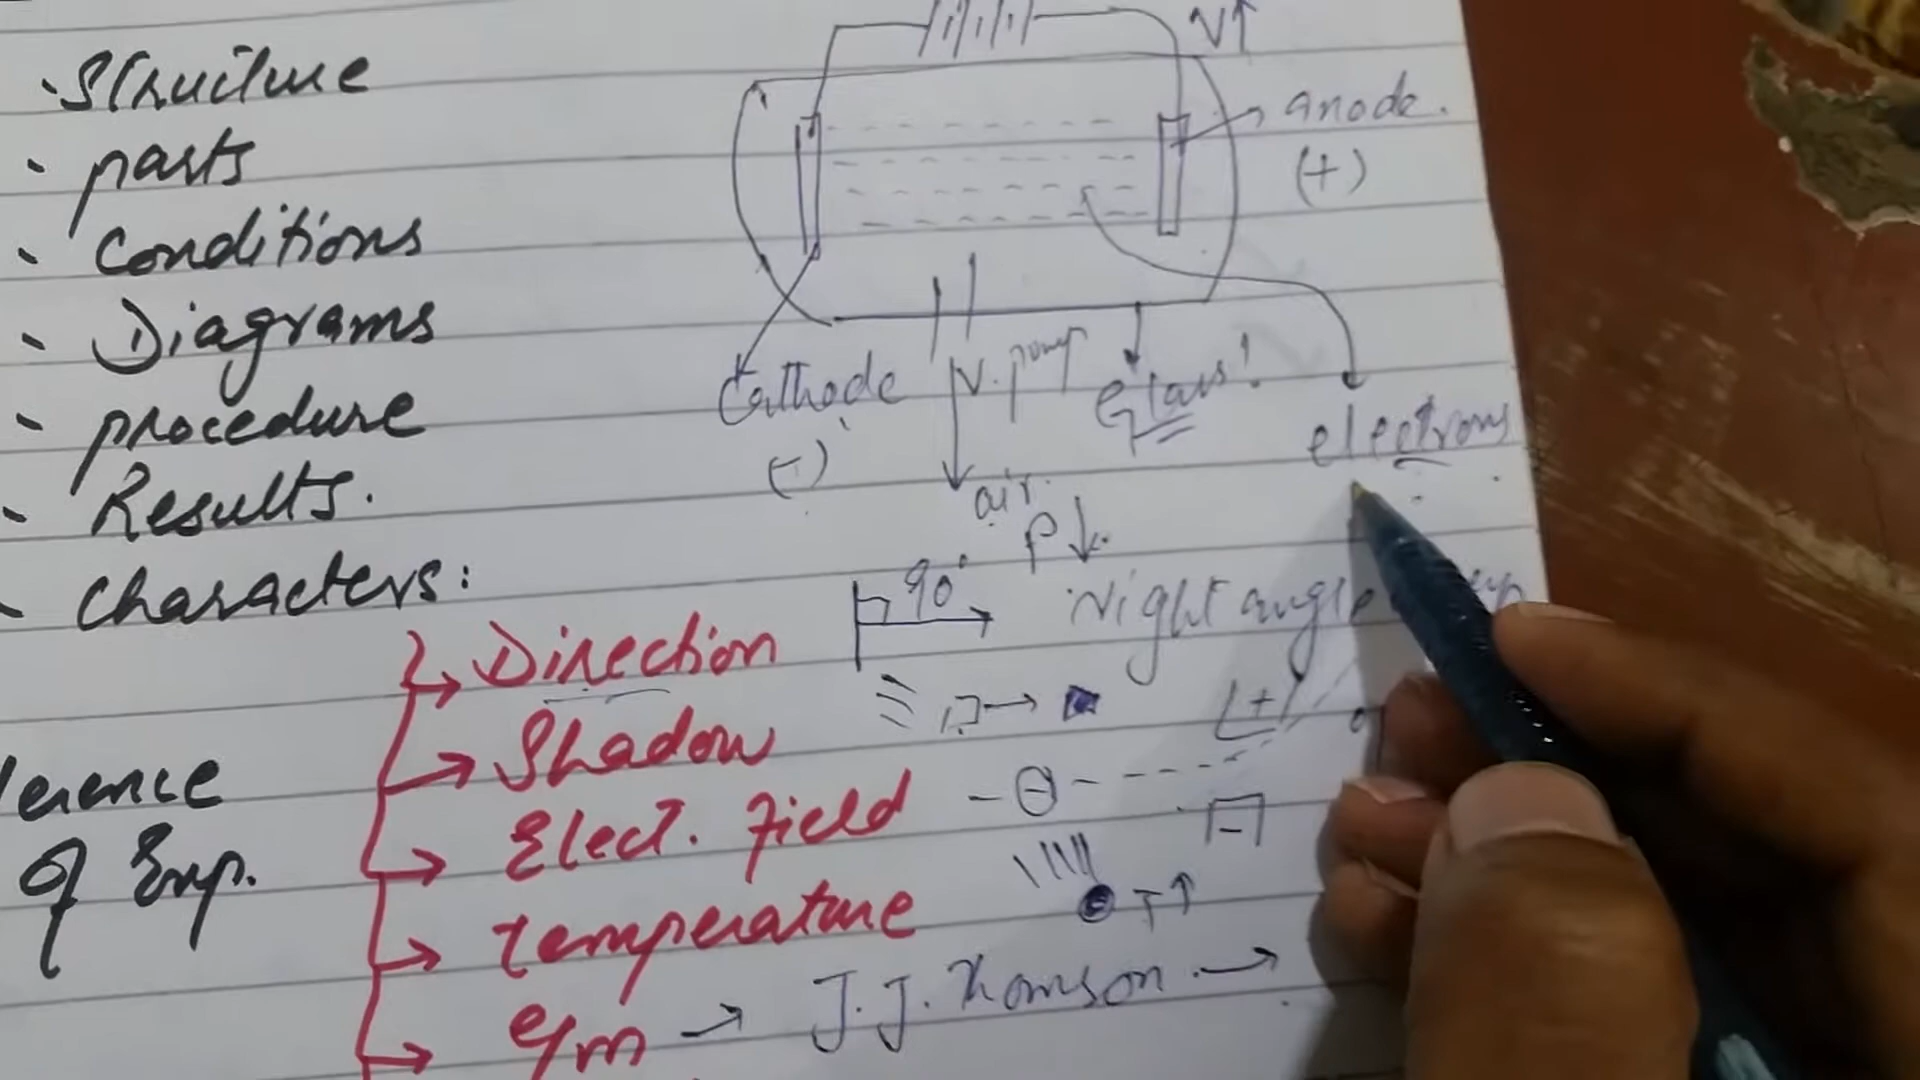 · Structure
· parts
· Conditions
· Diagrams
· procedure
· Results.
· Characters:
Direction
Shadow
Elect. Field
temperature
e/m → J.J. Thomson →
of Exp.
V↑
anode.
(+)
Cathode
(-)
V. pump
air.
P↓
Glass!
electrons
90°
right angle
(+)
-
T↑